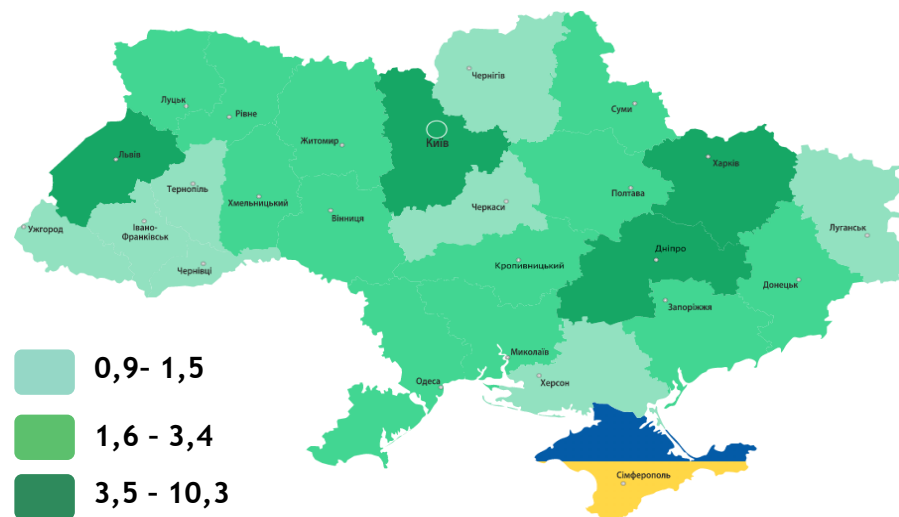 Чернігів
Луцьк
Рівне
Суми
Житомир
Київ
Львів
Харків
Тернопіль
Хмельницький
Вінниця
Черкаси
Полтава
Ужгород
Івано-
Франківськ
Чернівці
Луганськ
Дніпро
Кропивницький
Донецьк
Запоріжжя
Миколаїв
Одеса
Херсон
Сімферополь
0,9- 1,5
1,6 - 3,4
3,5 - 10,3